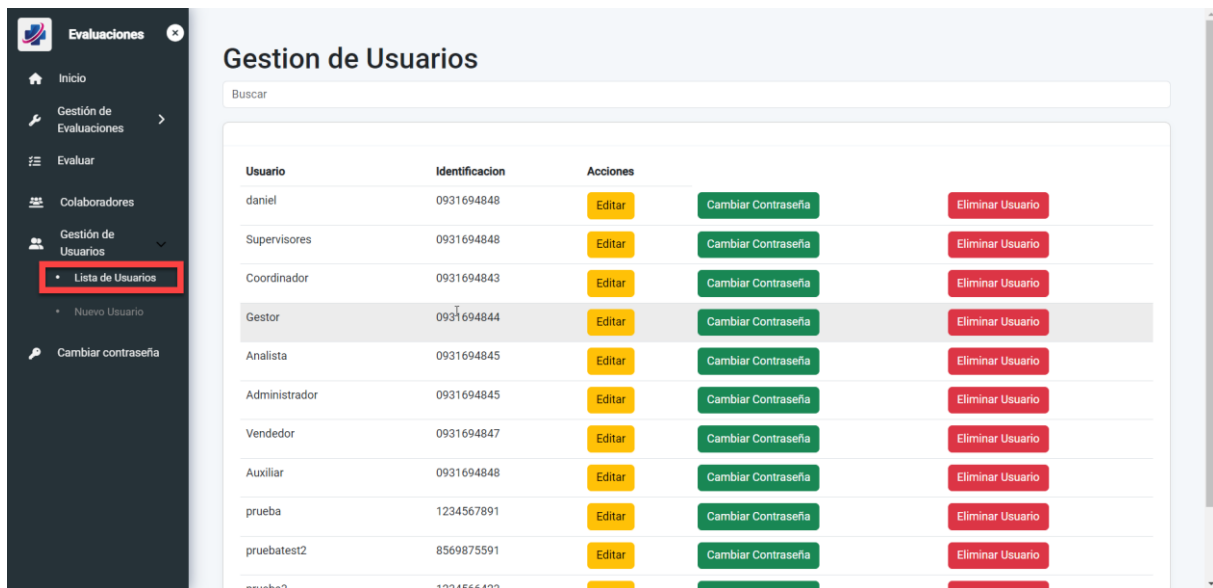 Evaluaciones
Inicio
Gestión de
Evaluaciones
Evaluar
Colaboradores
Gestión de
Usuarios
Lista de Usuarios
Nuevo Usuario
Cambiar contraseña
Gestion de Usuarios
Buscar
Usuario Identificacion Acciones
daniel 0931694848 Editar Cambiar Contraseña Eliminar Usuario
Supervisores 0931694848 Editar Cambiar Contraseña Eliminar Usuario
Coordinador 0931694843 Editar Cambiar Contraseña Eliminar Usuario
Gestor 0931694844 Editar Cambiar Contraseña Eliminar Usuario
Analista 0931694845 Editar Cambiar Contraseña Eliminar Usuario
Administrador 0931694845 Editar Cambiar Contraseña Eliminar Usuario
Vendedor 0931694847 Editar Cambiar Contraseña Eliminar Usuario
Auxiliar 0931694848 Editar Cambiar Contraseña Eliminar Usuario
prueba 1234567891 Editar Cambiar Contraseña Eliminar Usuario
pruebatest2 8569875591 Editar Cambiar Contraseña Eliminar Usuario